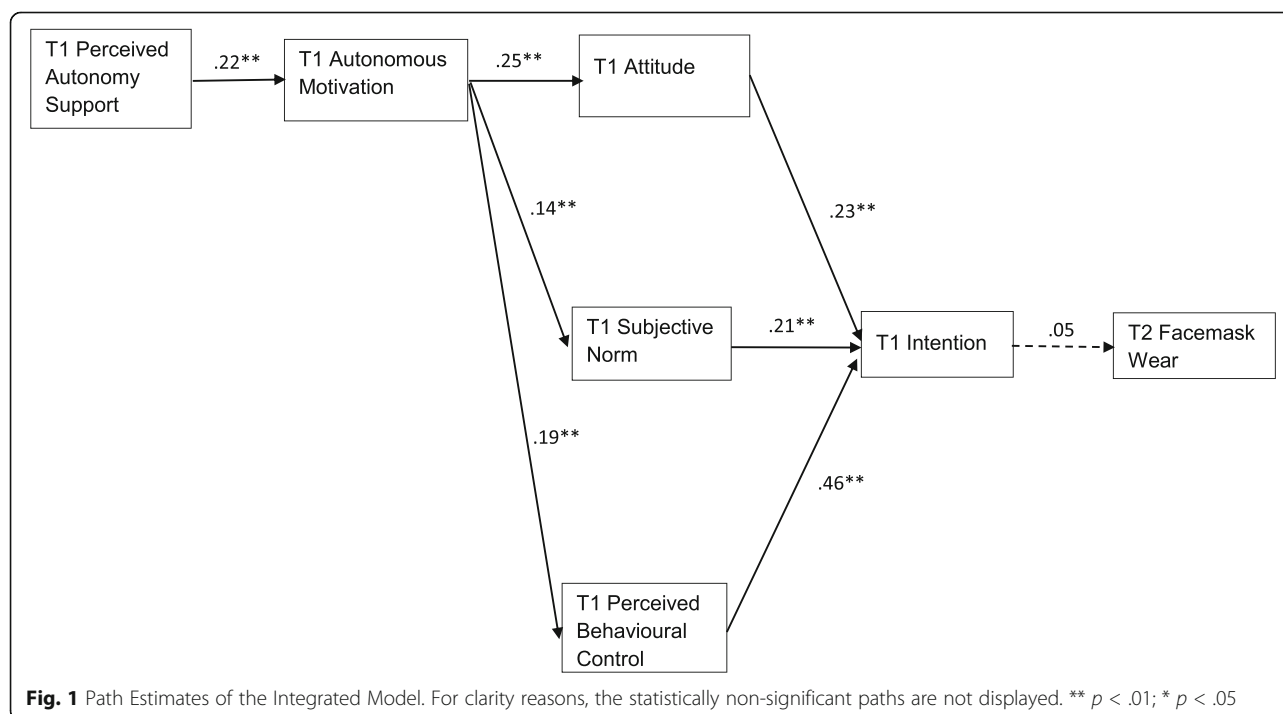 T1 Perceived
Autonomy
Support
.22**
T1 Autonomous
Motivation
.25**
T1 Attitude
.14**
.23**
.19**
T1 Subjective
Norm
.21**
T1 Intention
.05
T2 Facemask
Wear
.46**
T1 Perceived
Behavioural
Control
Fig. 1 Path Estimates of the Integrated Model. For clarity reasons, the statistically non-significant paths are not displayed. ** p < .01; * p < .05